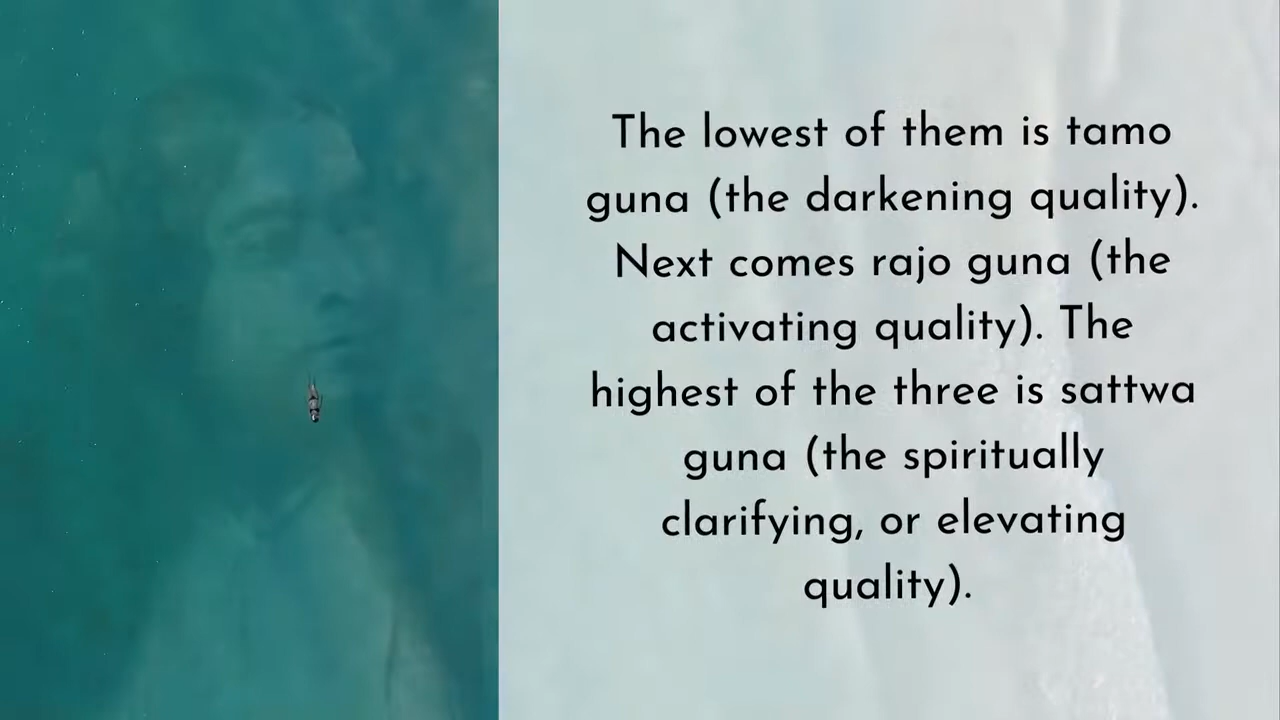 The lowest of them is tamo
guna (the darkening quality).
Next comes rajo guna (the
activating quality). The
highest of the three is sattwa
guna (the spiritually
clarifying, or elevating
quality).